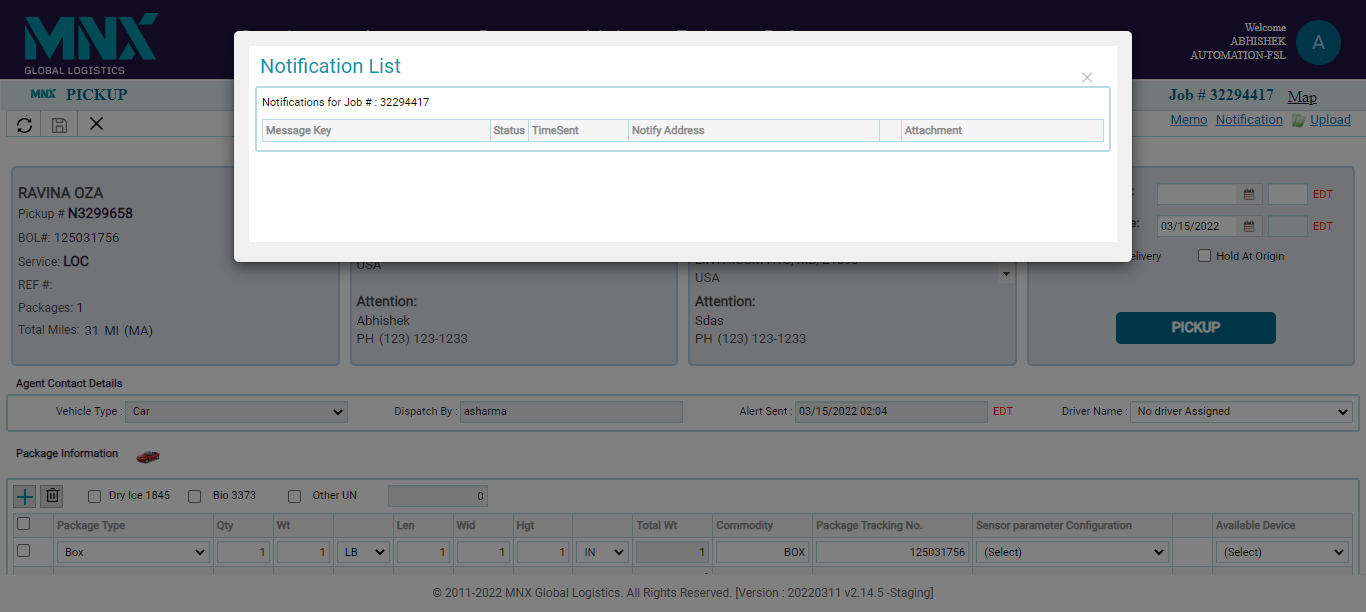 MNX
GLOBAL LOGISTICS
Welcome
ABHISHEK
AUTOMATION-FSL
A
Notification List
Notifications for Job # : 32294417
Message Key Status TimeSent Notify Address Attachment
MNX PICKUP
Job # 32294417 Map
Memo Notification Upload
RAVINA OZA
Pickup # N3299658
BOL#: 125031756
Service: LOC
REF #:
Packages: 1
Total Miles: 31 MI (MA)
USA
Attention:
Abhishek
PH (123) 123-1233
USA
Attention:
Sdas
PH (123) 123-1233
EDT
03/15/2022 EDT
Hold At Origin
PICKUP
Agent Contact Details
Vehicle Type : Car Dispatch By : asharma Alert Sent : 03/15/2022 02:04 EDT Driver Name : No driver Assigned
Package Information
Dry Ice 1845 Bio 3373 Other UN 0
Package Type Qty Wt Len Wid Hgt Total Wt Commodity Package Tracking No. Sensor parameter Configuration Available Device
Box 1 1 LB 1 1 1 IN 1 BOX 125031756 (Select) (Select)
© 2011-2022 MNX Global Logistics. All Rights Reserved. [Version : 20220311 v2.14.5 -Staging]